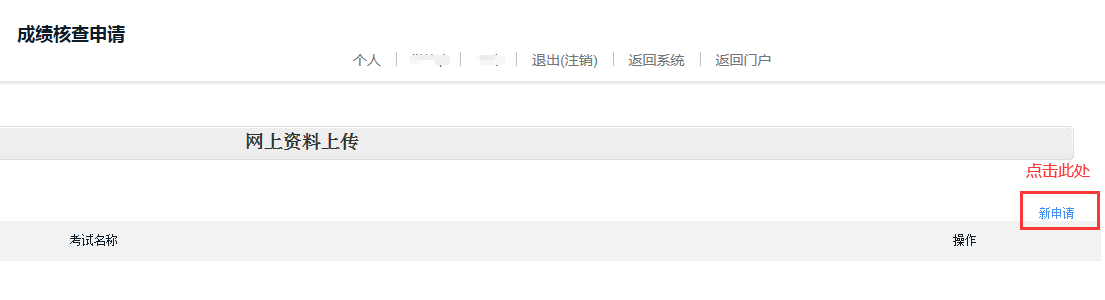 成绩核查申请
个人 退出(注销) 返回系统 返回门户
网上资料上传
点击此处
新申请
考试名称 操作